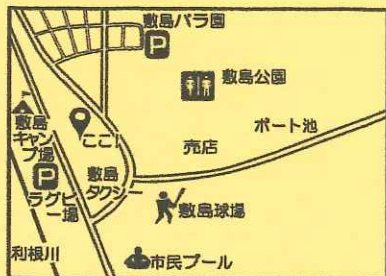 敷島バラ園
P
敷島公園
ボート池
売店
ここ!
敷島
キャンプ場
敷島
タクシー
P
ラグビー場
敷島球場
利根川
市民プール